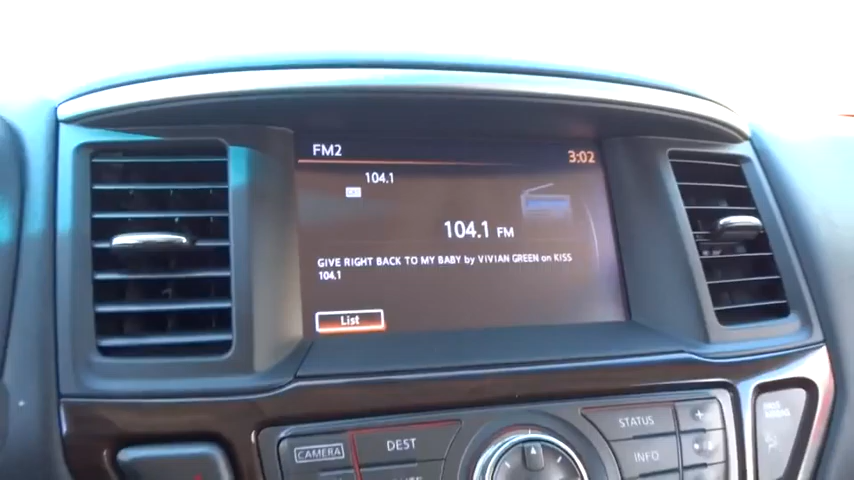 FM2
3:02
104.1
CAT
104.1 FM
GIVE RIGHT BACK TO MY BABY by VIVIAN GREEN on KISS
104.1
List
CAMERA
DEST
STATUS
INFO
+
-